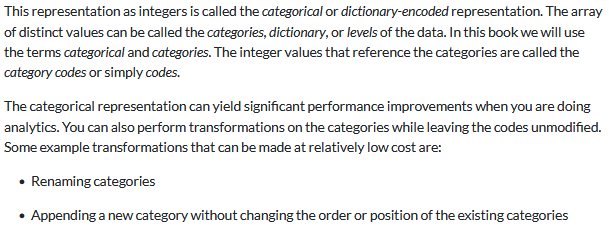 This representation as integers is called the categorical or dictionary-encoded representation. The array
of distinct values can be called the categories, dictionary, or levels of the data. In this book we will use
the terms categorical and categories. The integer values that reference the categories are called the
category codes or simply codes.
The categorical representation can yield significant performance improvements when you are doing
analytics. You can also perform transformations on the categories while leaving the codes unmodified.
Some example transformations that can be made at relatively low cost are:
• Renaming categories
• Appending a new category without changing the order or position of the existing categories